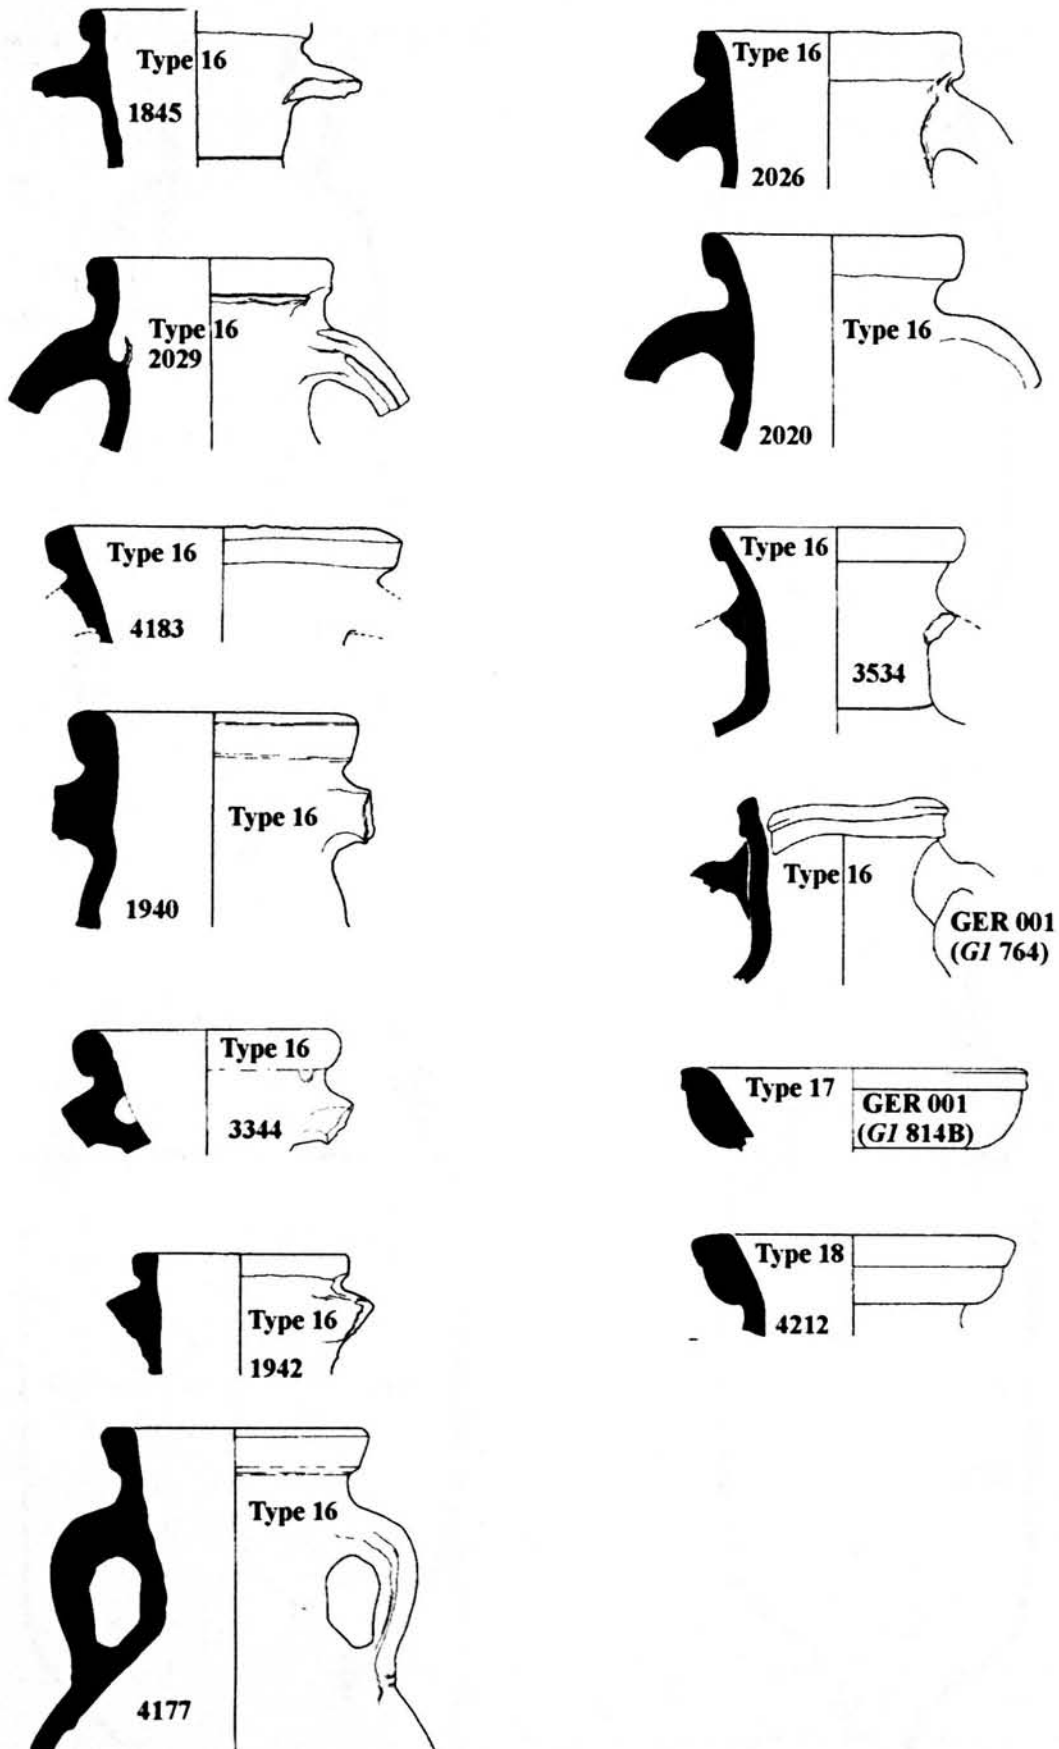 Type 16
1845
Type 16
2026
Type 16
2029
Type 16
2020
Type 16
4183
Type 16
3534
Type 16
1940
Type 16
GER 001
(G1 764)
Type 16
3344
Type 17
GER 001
(G1 814B)
Type 16
1942
Type 18
4212
Type 16
4177